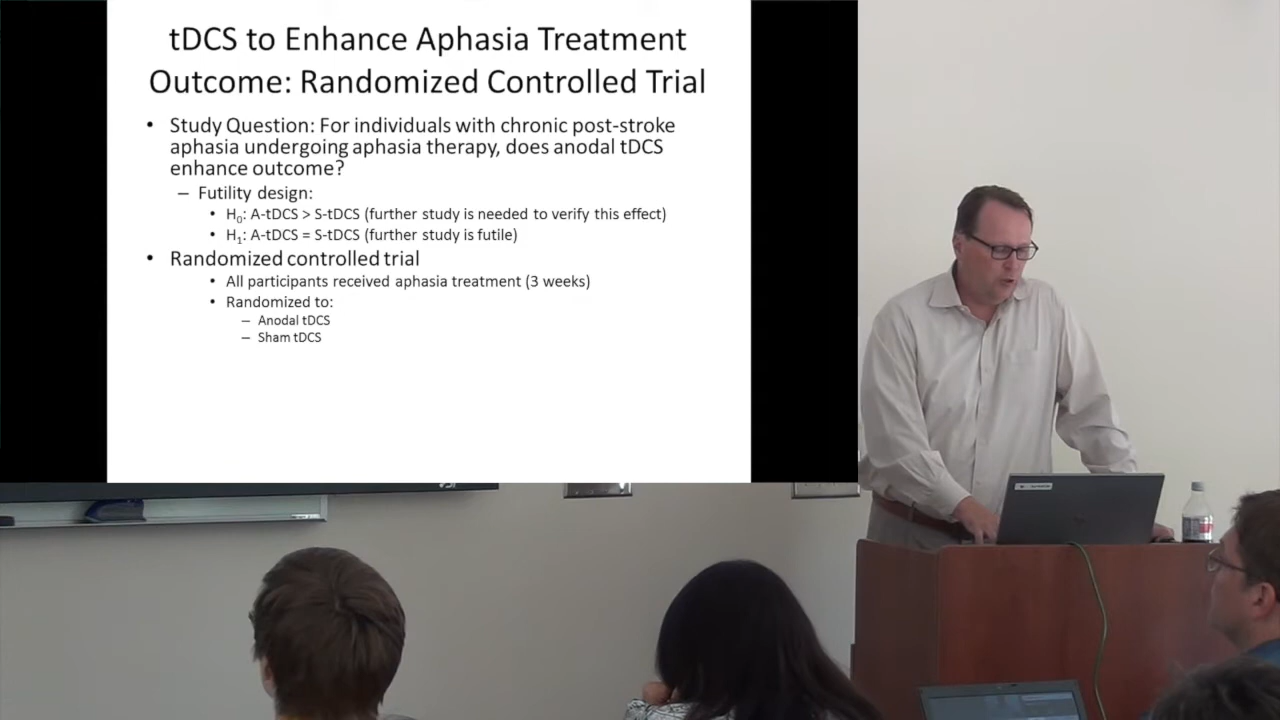 tDCS to Enhance Aphasia Treatment
Outcome: Randomized Controlled Trial
• Study Question: For individuals with chronic post-stroke
aphasia undergoing aphasia therapy, does anodal tDCS
enhance outcome?
– Futility design:
• H₀: A-tDCS > S-tDCS (further study is needed to verify this effect)
• H₁: A-tDCS = S-tDCS (further study is futile)
• Randomized controlled trial
• All participants received aphasia treatment (3 weeks)
• Randomized to:
– Anodal tDCS
– Sham tDCS